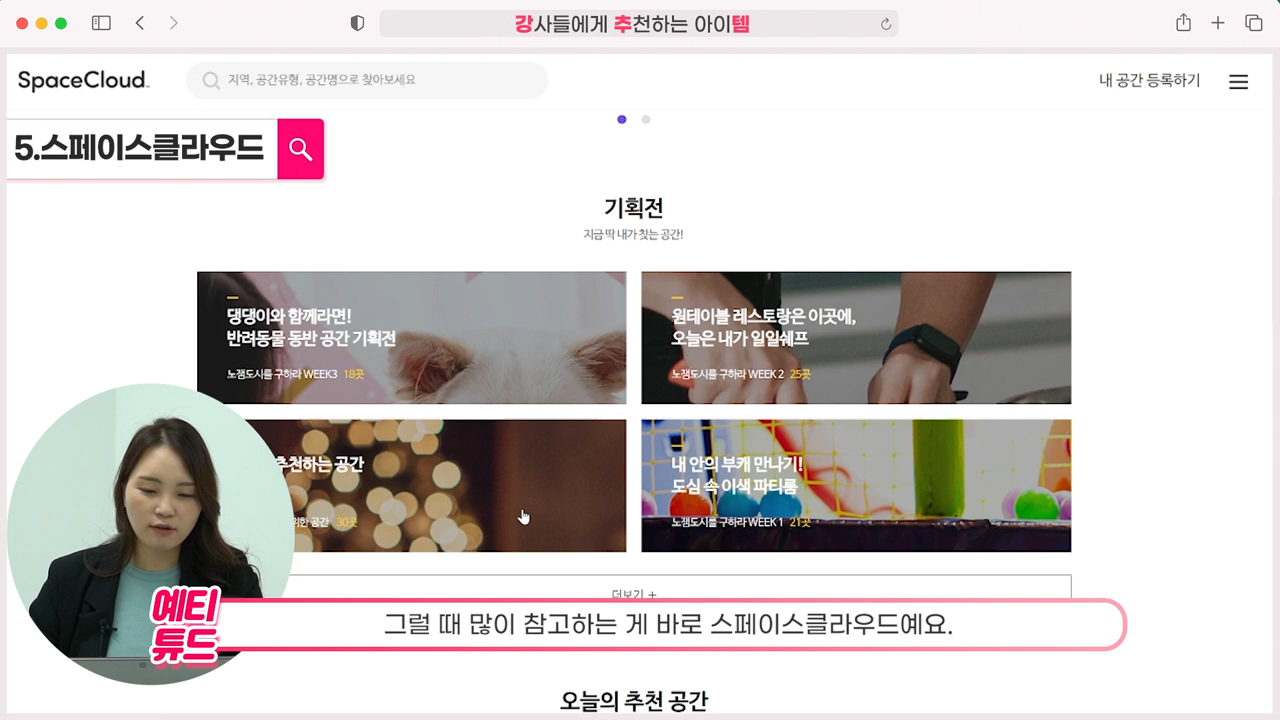 강사들에게 추천하는 아이템
SpaceCloud
지역, 공간유형, 공간명으로 찾아보세요
내 공간 등록하기
5.스페이스클라우드
기획전
지금 딱 내가 찾는 공간!
댕댕이와 함께라면!
반려동물 동반 공간 기획전
노잼도시를 구하라 WEEK3 18곳
원테이블 레스토랑은 이곳에,
오늘은 내가 일일쉐프
노잼도시를 구하라 WEEK 2 25곳
추천하는 공간
위한 공간 30곳
내 안의 부캐 만나기!
도심 속 이색 파티룸
노잼도시를 구하라 WEEK 1 21곳
더보기 +
예티
튜드
그럴 때 많이 참고하는 게 바로 스페이스클라우드예요.
오늘의 추천 공간